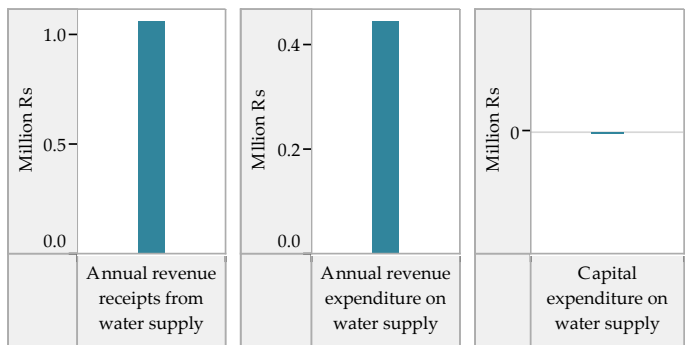 Million Rs
1.0
0.5
0.0
Annual revenue
receipts from
water supply
Mllion Rs
0.4
0.2
0.0
Annual revenue
expenditure on
water supply
Million Rs
0
Capital
expenditure on
water supply